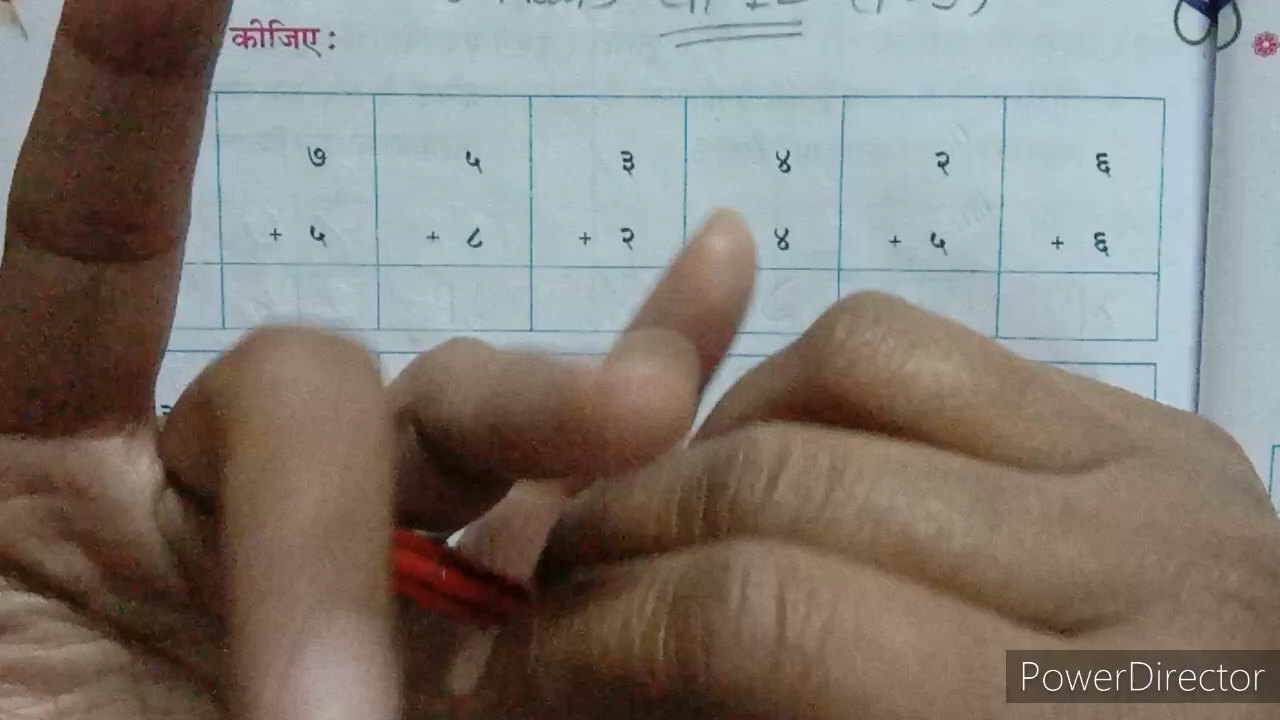 कीजिए :
७ ५ ३ ४ २ ६
+ ५ + ८ + २ ४ + ५ + ६
PowerDirector